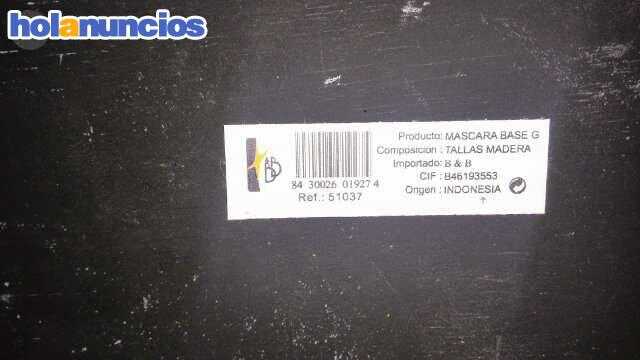 holanuncios
Producto: MASCARA BASE G
Composicion : TALLAS MADERA
Importado: B & B
CIF : B46193553
Origen : INDONESIA
84 30026 01927 4
Ref.: 51037